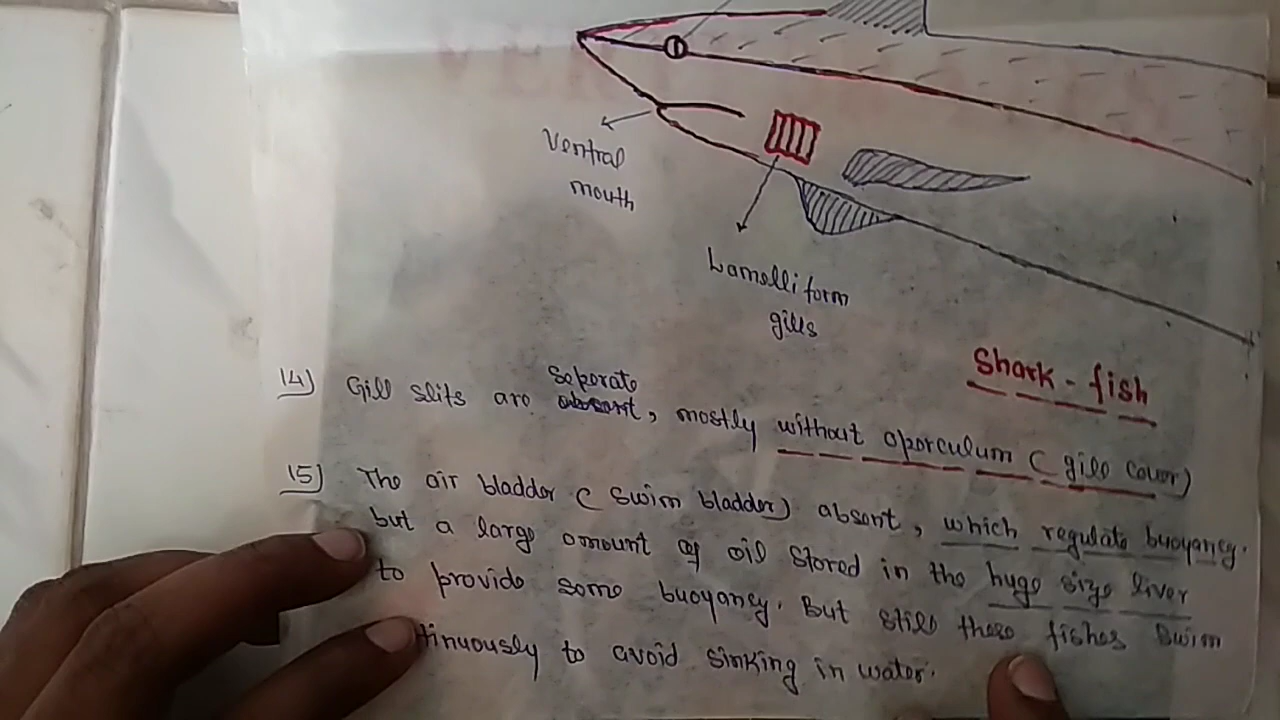 Ventral
mouth
Lamelliform
gills
Shark - fish
14) Gill slits are seperate, mostly without operculum ( gill cover)
15) The air bladder ( swim bladder) absent, which regulate buoyancy.
but a large amount of oil stored in the huge size liver
to provide some buoyancy. But still these fishes swim
tinuously to avoid sinking in water.